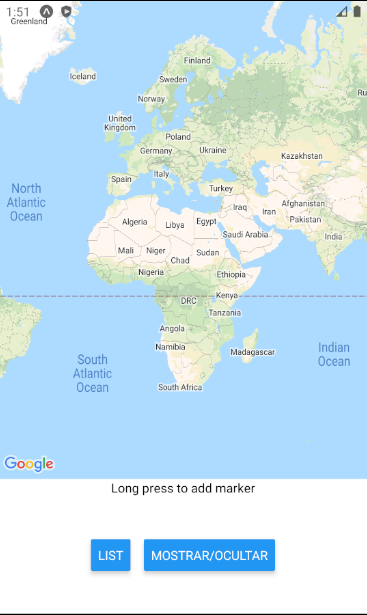 1:51
Greenland
Iceland
Finland
Sweden
Norway
Ru
United
Kingdom
Poland
Germany
Ukraine
Kazakhstan
Italy
Spain
Turkey
North
Atlantic
Ocean
Iraq
Iran
Afghanistan
Pakistan
Algeria
Libya
Egypt
Saudi Arabia
India
Mali
Niger
Chad
Sudan
Nigeria
Ethiopia
DRC
Kenya
Tanzania
Angola
Namibia
Madagascar
South
Atlantic
Ocean
Indian
Ocean
South Africa
Google
Long press to add marker
LIST
MOSTRAR/OCULTAR